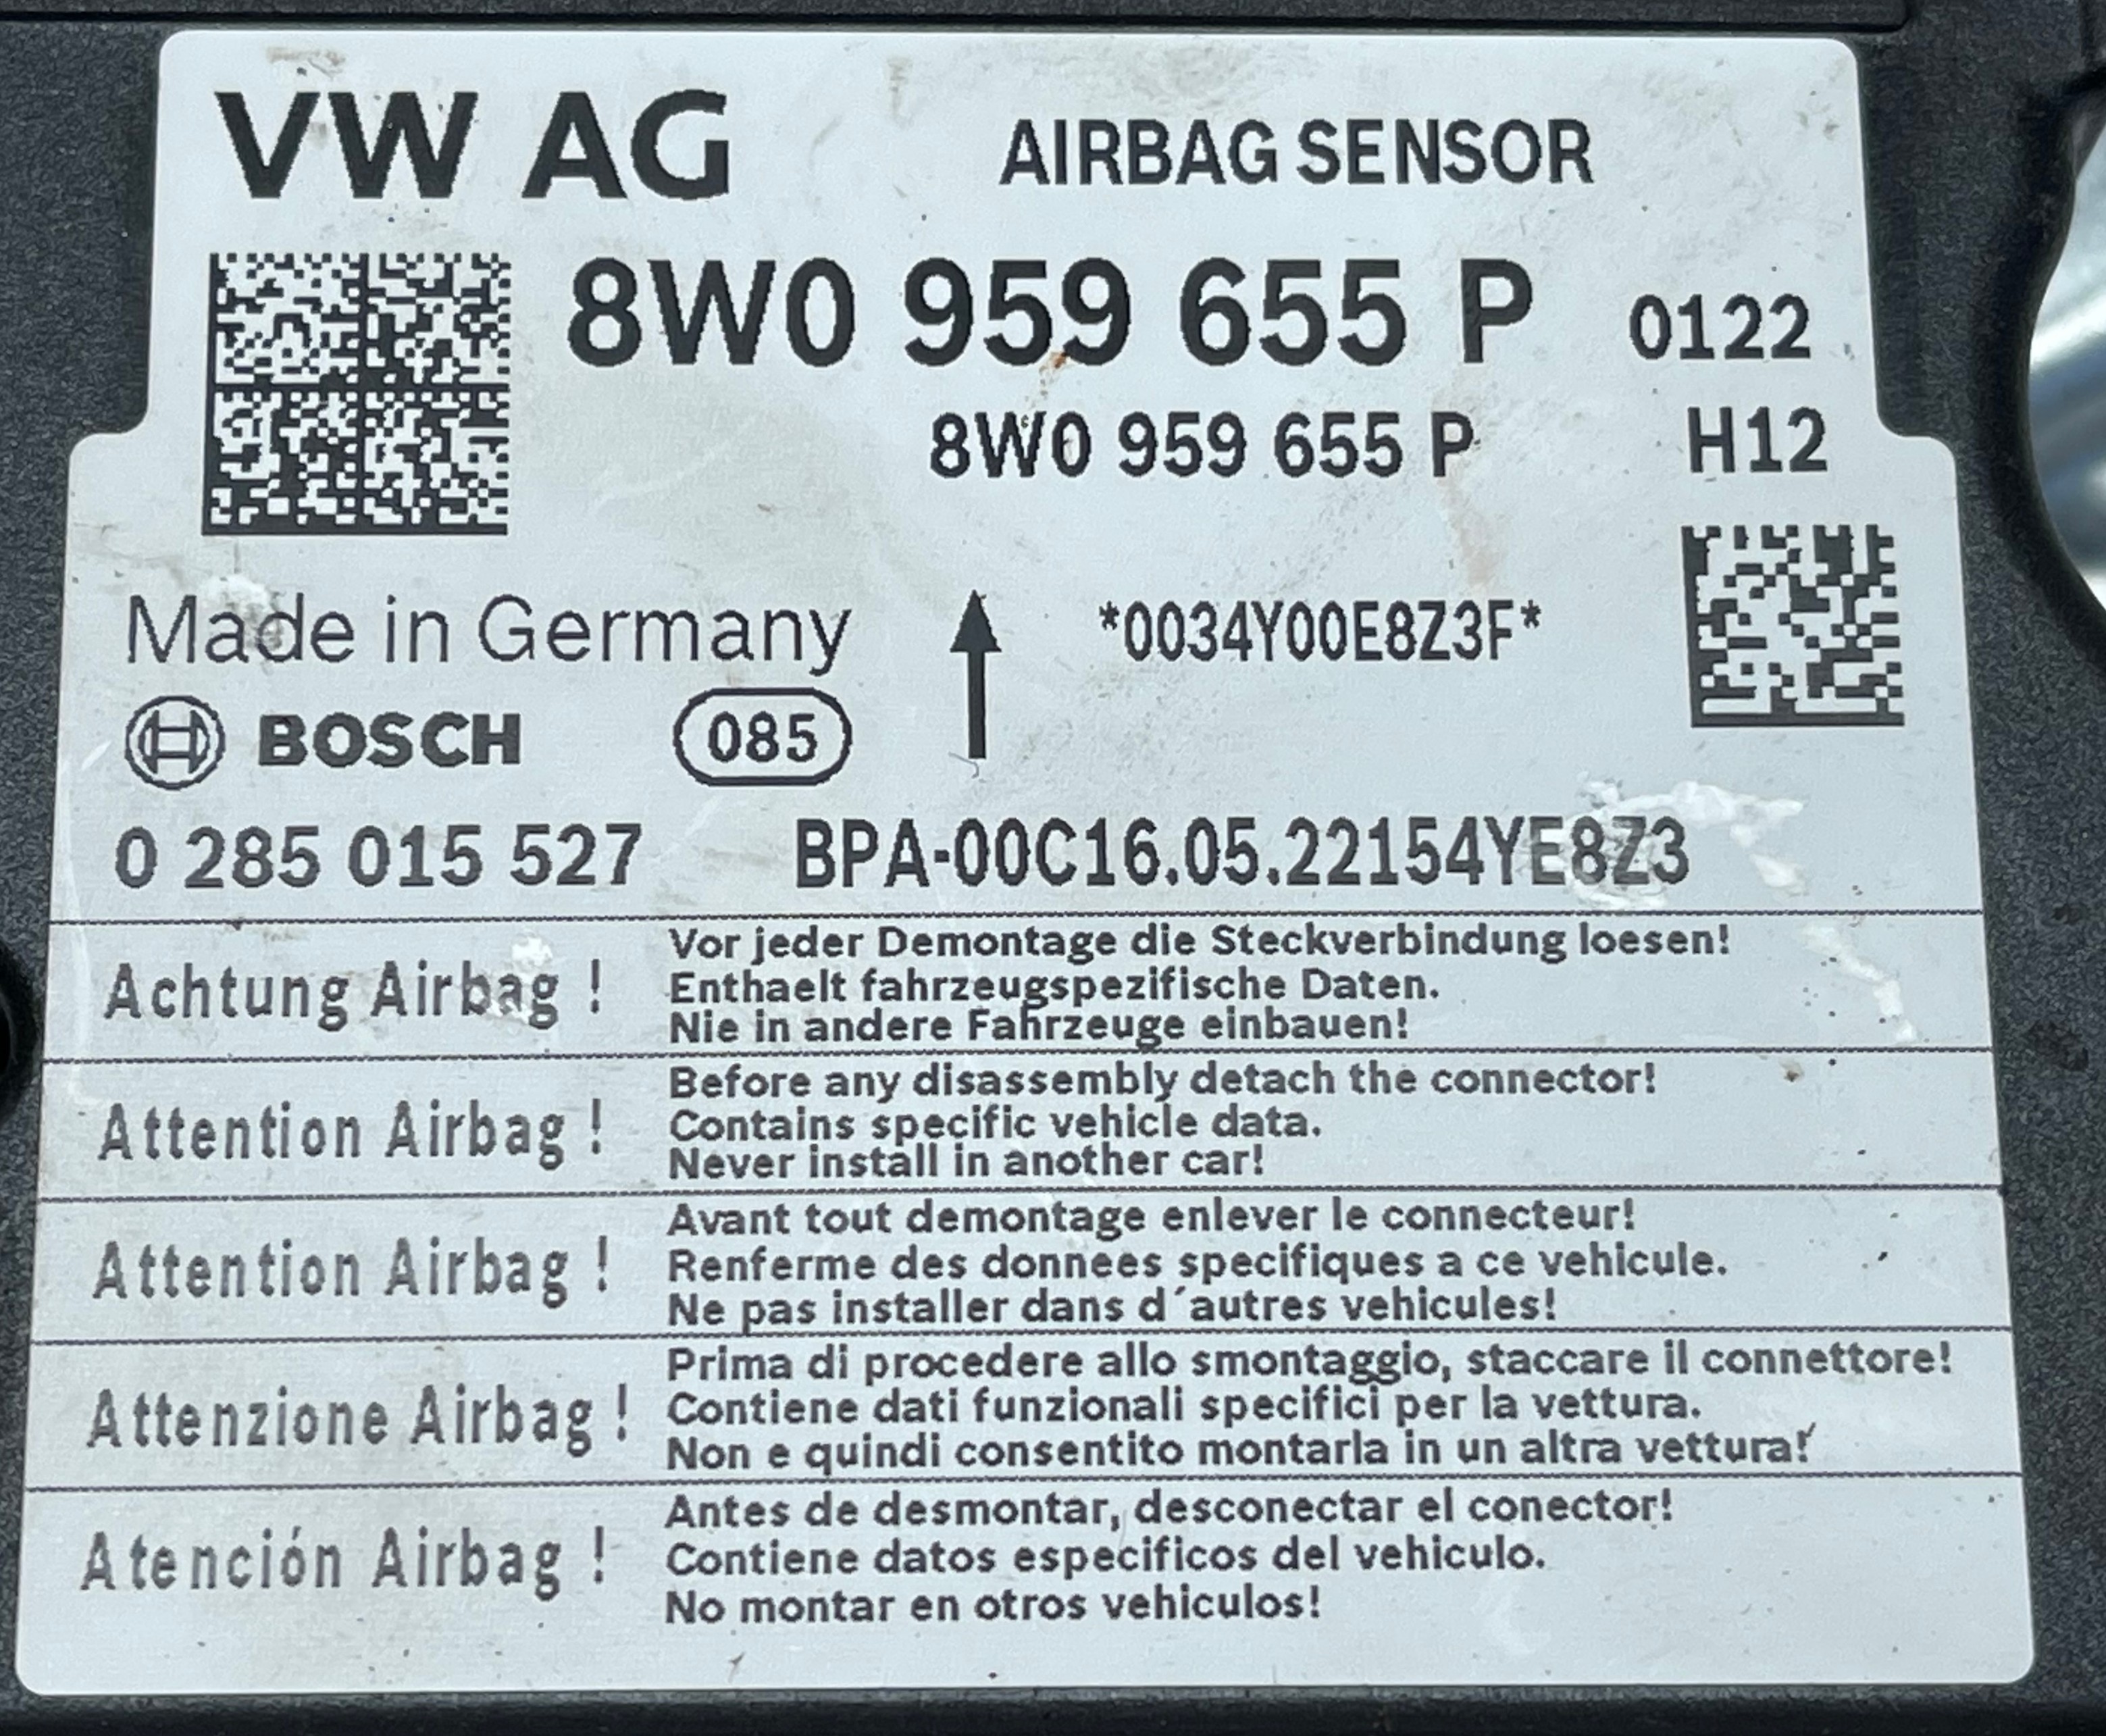 VW AG AIRBAG SENSOR
8W0 959 655 P 0122
8W0 959 655 P H12
Made in Germany *0034Y00E8Z3F*
BOSCH 085
0 285 015 527 BPA-00C16.05.22154YE8Z3
Achtung Airbag !
Vor jeder Demontage die Steckverbindung loesen!
Enthaelt fahrzeugspezifische Daten.
Nie in andere Fahrzeuge einbauen!
Attention Airbag !
Before any disassembly detach the connector!
Contains specific vehicle data.
Never install in another car!
Attention Airbag !
Avant tout demontage enlever le connecteur!
Renferme des donnees specifiques a ce vehicule.
Ne pas installer dans d´autres vehicules!
Attenzione Airbag !
Prima di procedere allo smontaggio, staccare il connettore!
Contiene dati funzionali specifici per la vettura.
Non e quindi consentito montarla in un altra vettura!
Atención Airbag !
Antes de desmontar, desconectar el conector!
Contiene datos especificos del vehiculo.
No montar en otros vehiculos!